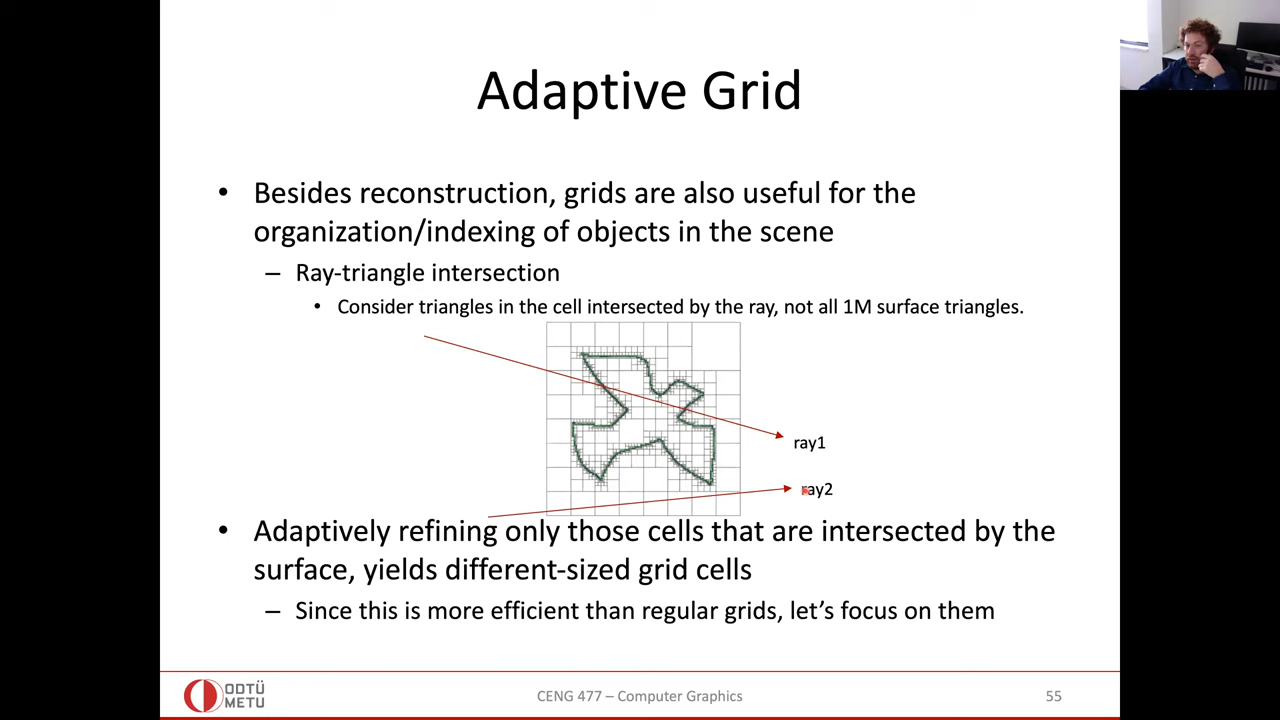 Adaptive Grid
• Besides reconstruction, grids are also useful for the
organization/indexing of objects in the scene
– Ray-triangle intersection
• Consider triangles in the cell intersected by the ray, not all 1M surface triangles.
ray1
ray2
• Adaptively refining only those cells that are intersected by the
surface, yields different-sized grid cells
– Since this is more efficient than regular grids, let's focus on them
ODTÜ
METU
CENG 477 – Computer Graphics
55